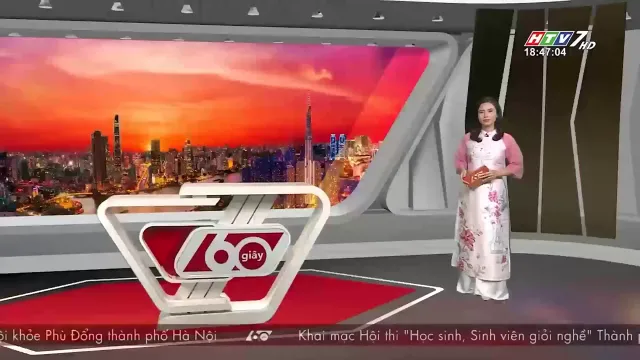 HTV7 HD
18:47:04
60 giây
khỏe Phù Đổng thành phố Hà Nội 60 Khai mạc Hội thi "Học sinh, Sinh viên giỏi nghề" Thành